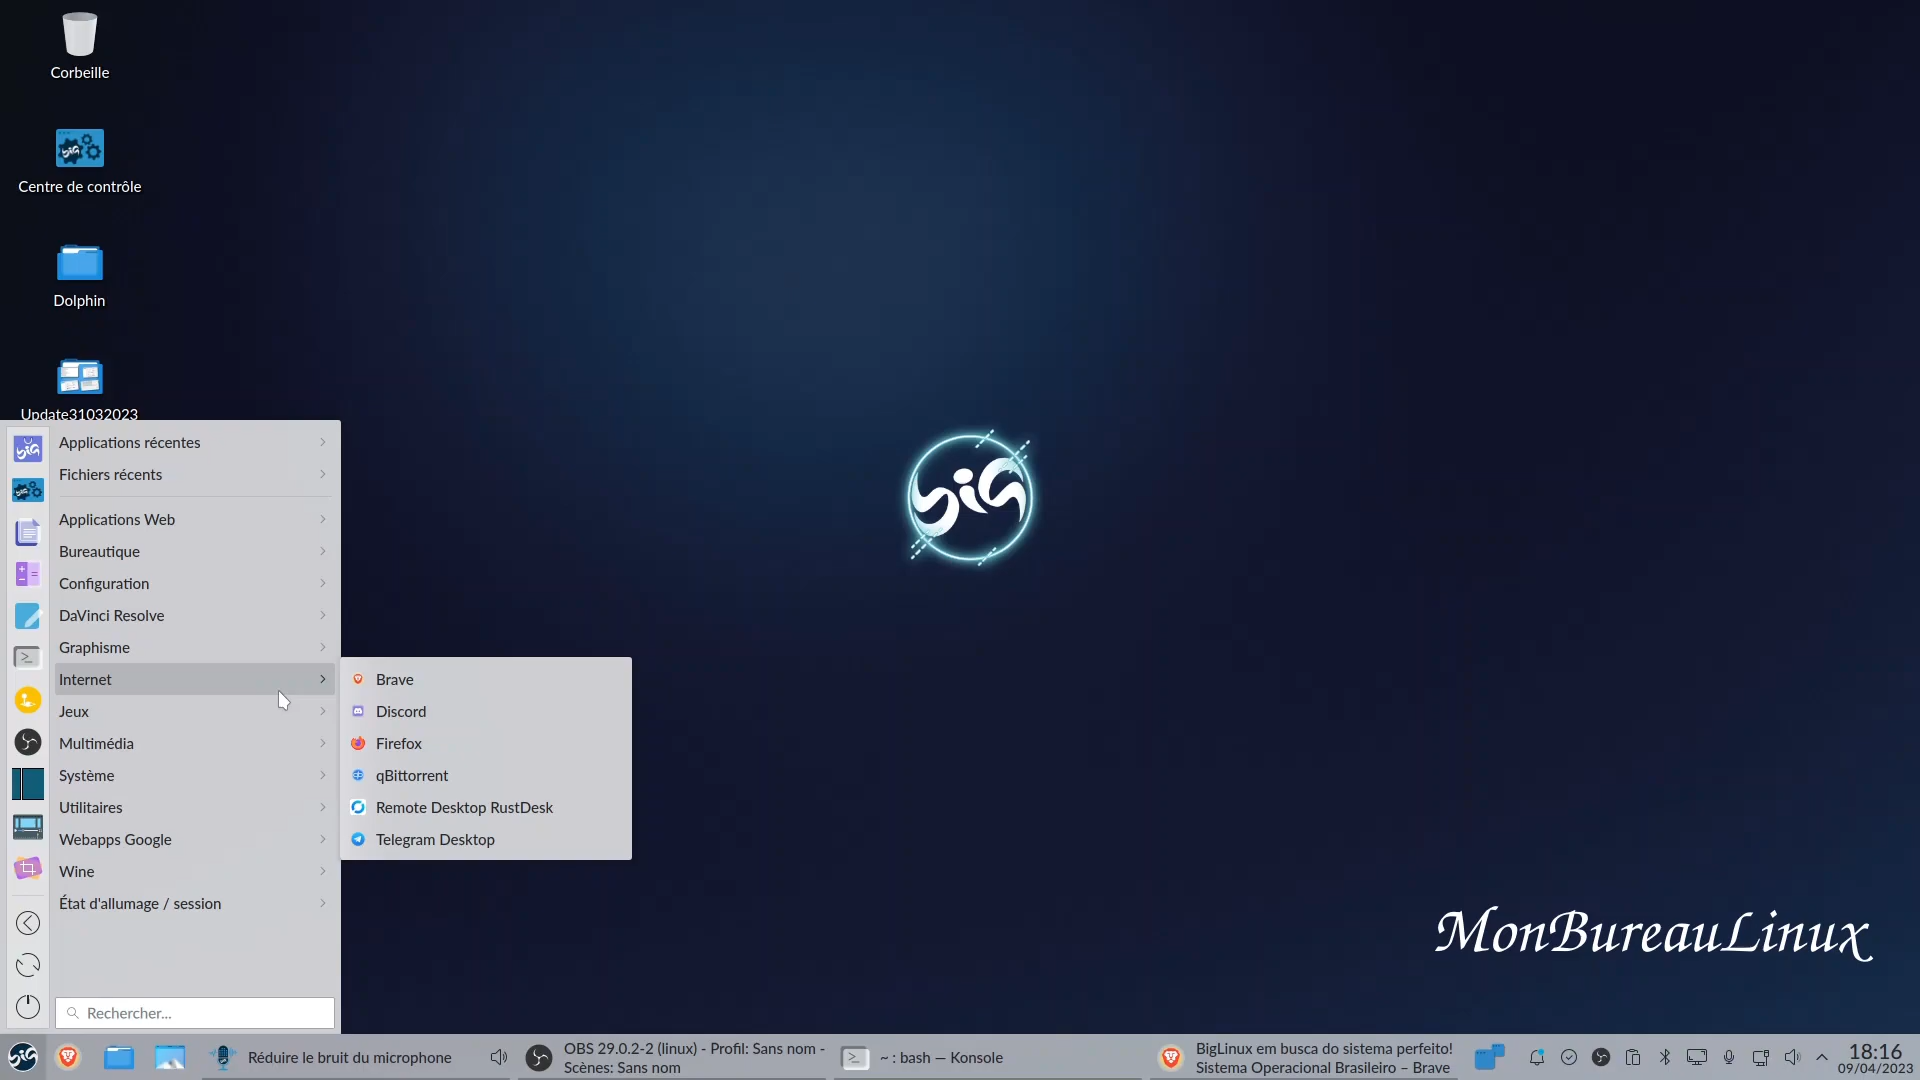 Corbeille
Centre de contrôle
Dolphin
Update31032023
Applications récentes
Fichiers récents
Applications Web
Bureautique
Configuration
DaVinci Resolve
Graphisme
Internet
Jeux
Multimédia
Système
Utilitaires
Webapps Google
Wine
État d'allumage / session
Rechercher...
Brave
Discord
Firefox
qBittorrent
Remote Desktop RustDesk
Telegram Desktop
big
MonBureauLinux
Réduire le bruit du microphone
OBS 29.0.2-2 (linux) - Profil: Sans nom -
Scènes: Sans nom
~ : bash — Konsole
BigLinux em busca do sistema perfeito!
Sistema Operacional Brasileiro – Brave
18:16
09/04/2023